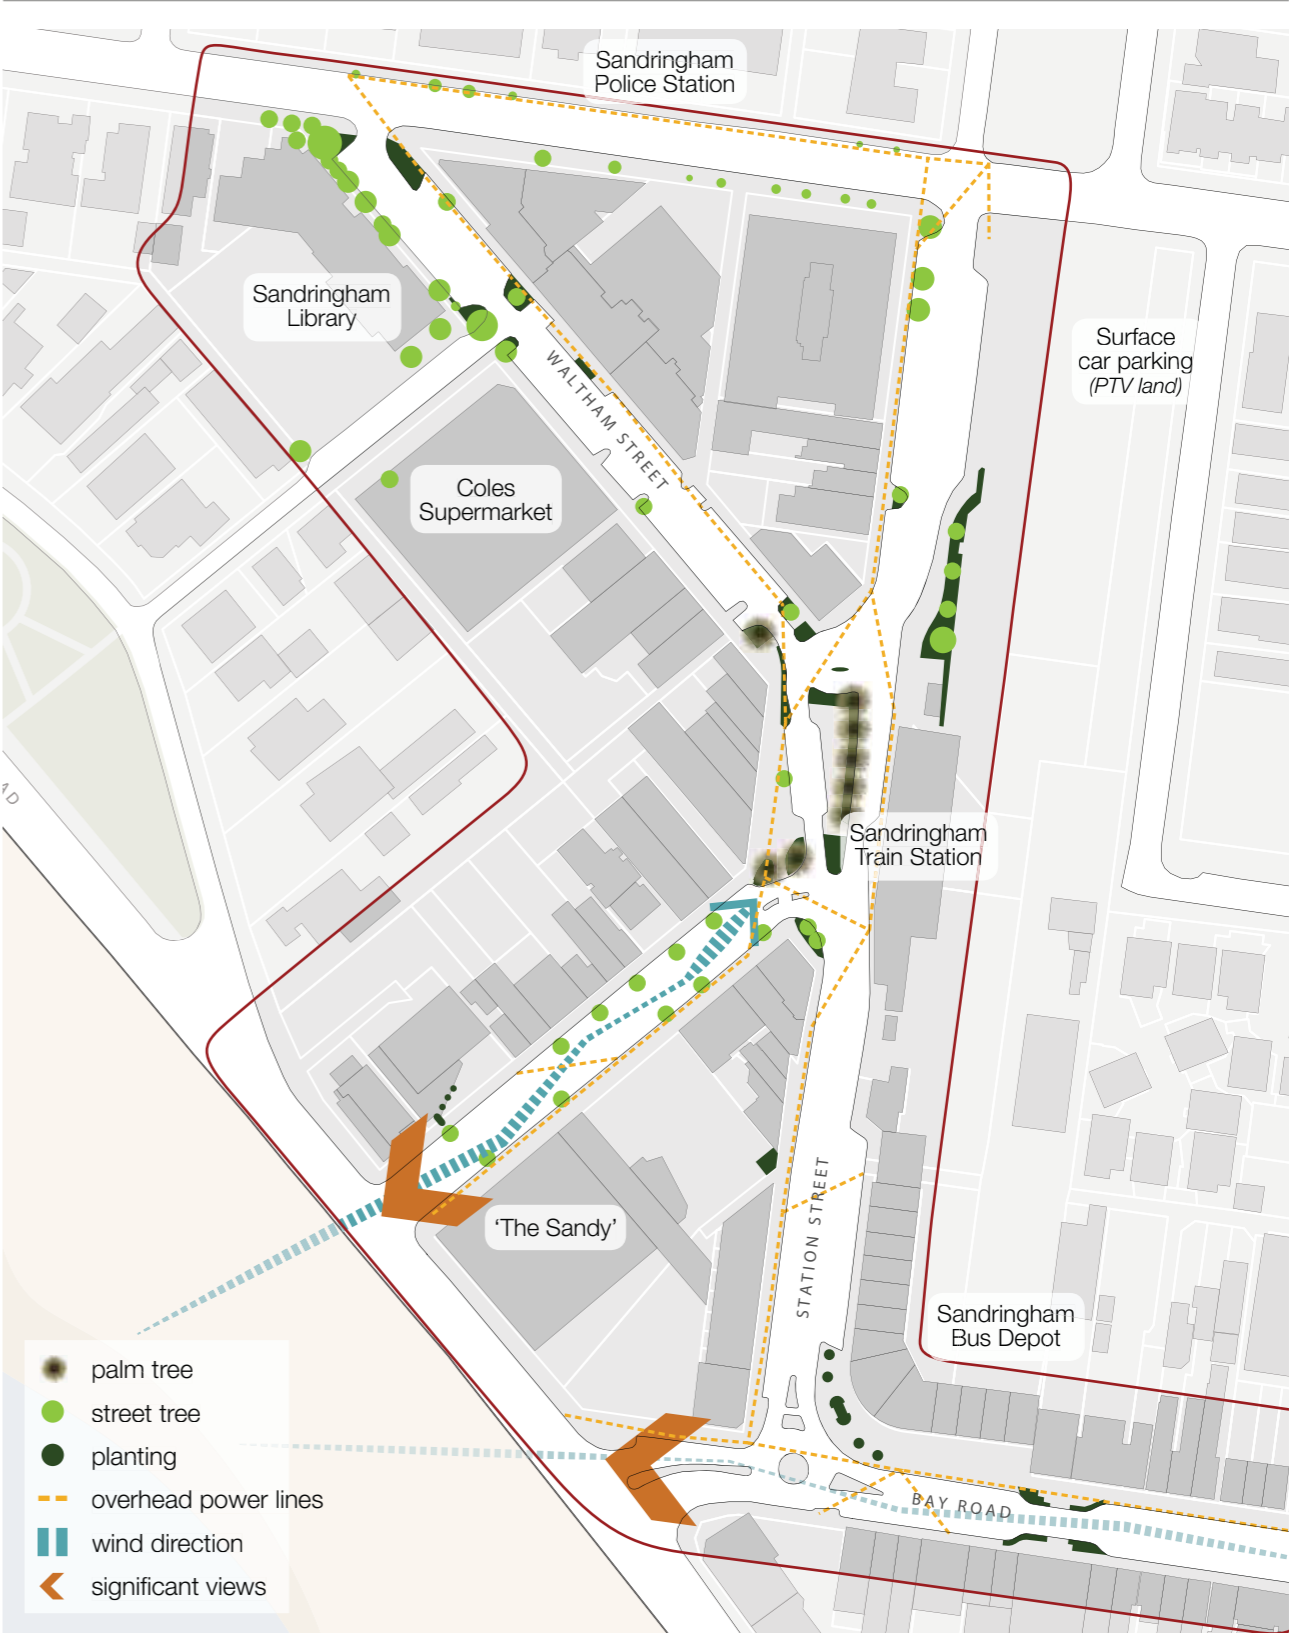 Sandringham
Police Station
Sandringham
Library
Surface
car parking
(PTV land)
WALTHAM STREET
Coles
Supermarket
AD
Sandringham
Train Station
'The Sandy'
STATION STREET
Sandringham
Bus Depot
BAY ROAD
palm tree
street tree
planting
overhead power lines
wind direction
significant views